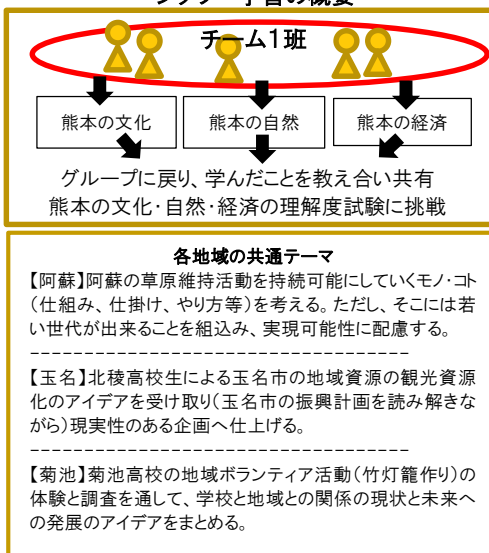 学習の概要
チーム1班
熊本の文化
熊本の自然
熊本の経済
グループに戻り、学んだことを教え合い共有
熊本の文化・自然・経済の理解度試験に挑戦
各地域の共通テーマ
【阿蘇】阿蘇の草原維持活動を持続可能にしていくモノ・コト
（仕組み、仕掛け、やり方等）を考える。ただし、そこには若
い世代が出来ることを組込み、実現可能性に配慮する。
------------------------------------
【玉名】北稜高校生による玉名市の地域資源の観光資源
化のアイデアを受け取り（玉名市の振興計画を読み解きな
がら）現実性のある企画へ仕上げる。
------------------------------------
【菊池】菊池高校の地域ボランティア活動（竹灯籠作り）の
体験と調査を通して、学校と地域との関係の現状と未来へ
の発展のアイデアをまとめる。